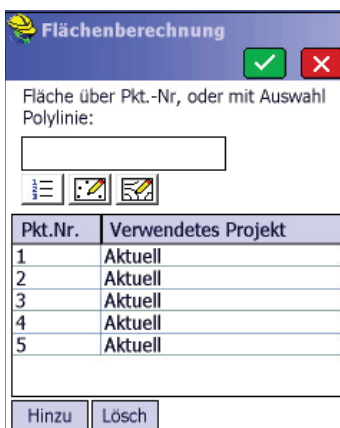 Flächenberechnung
Fläche über Pkt.-Nr, oder mit Auswahl
Polylinie:
Pkt.Nr. Verwendetes Projekt
1 Aktuell
2 Aktuell
3 Aktuell
4 Aktuell
5 Aktuell
Hinzu Lösch